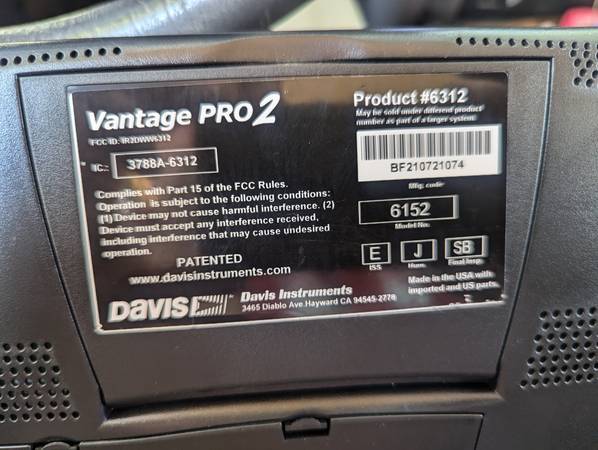 Vantage PRO2
FCC ID: IR2DWW6312
IC.: 3788A-6312
Complies with Part 15 of the FCC Rules.
Operation is subject to the following conditions:
(1) Device may not cause harmful interference. (2)
Device must accept any interference received,
including interference that may cause undesired
operation.
PATENTED
www.davisinstruments.com
DAVIS
Davis Instruments
3465 Diablo Ave.Hayward CA 94545-2778
Product #6312
May be sold under different product
number as part of a larger system.
BF210721074
Mfg. code
6152
Model No.
E J SB
ISS Hum. Final Insp.
Made in the USA with
imported and US parts.